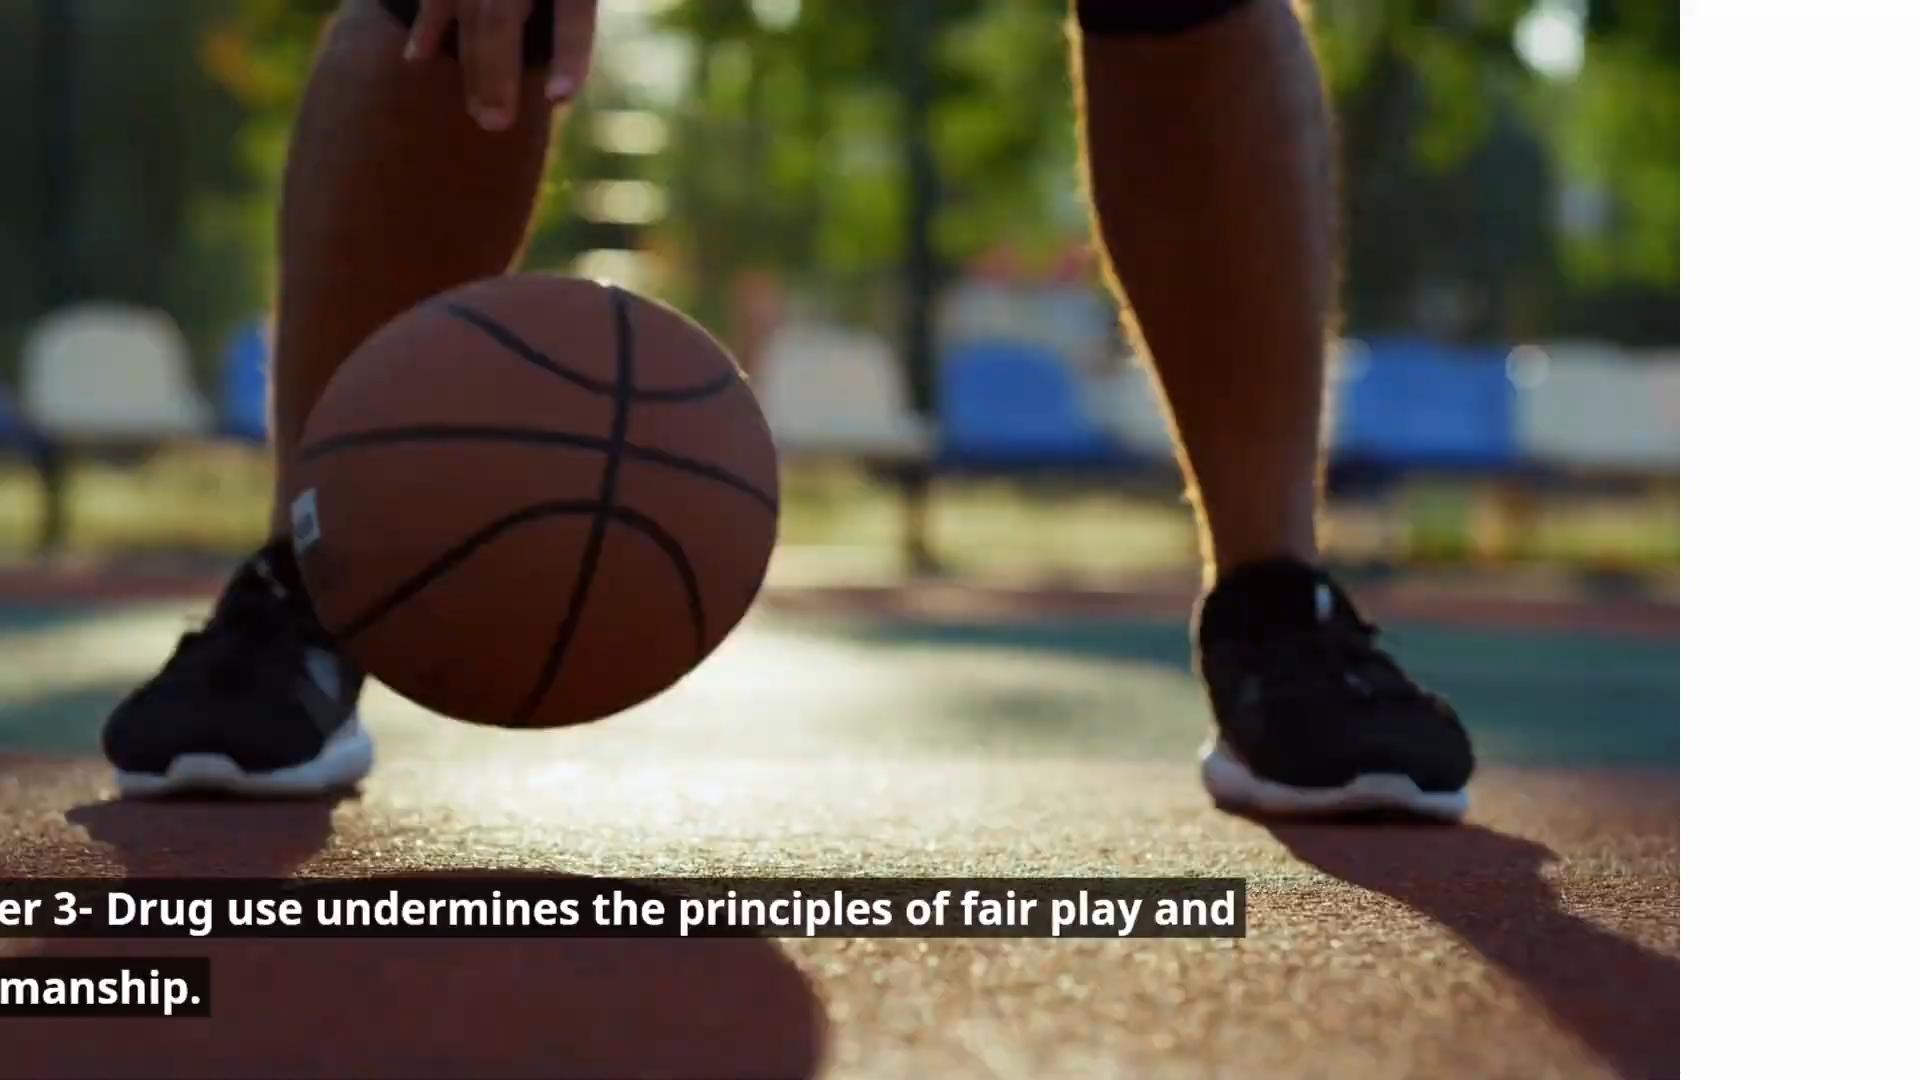 er 3- Drug use undermines the principles of fair play and
manship.